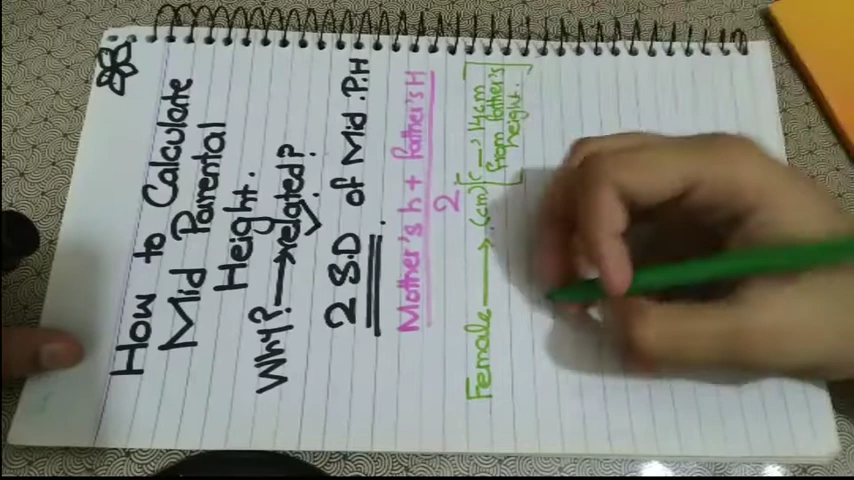 How to Calculate
Mid Parental
Height.
Why? → related?
2 S.D of Mid P.H.
Mother's h + Father's H
2
Female → (cm)
from father's
height.